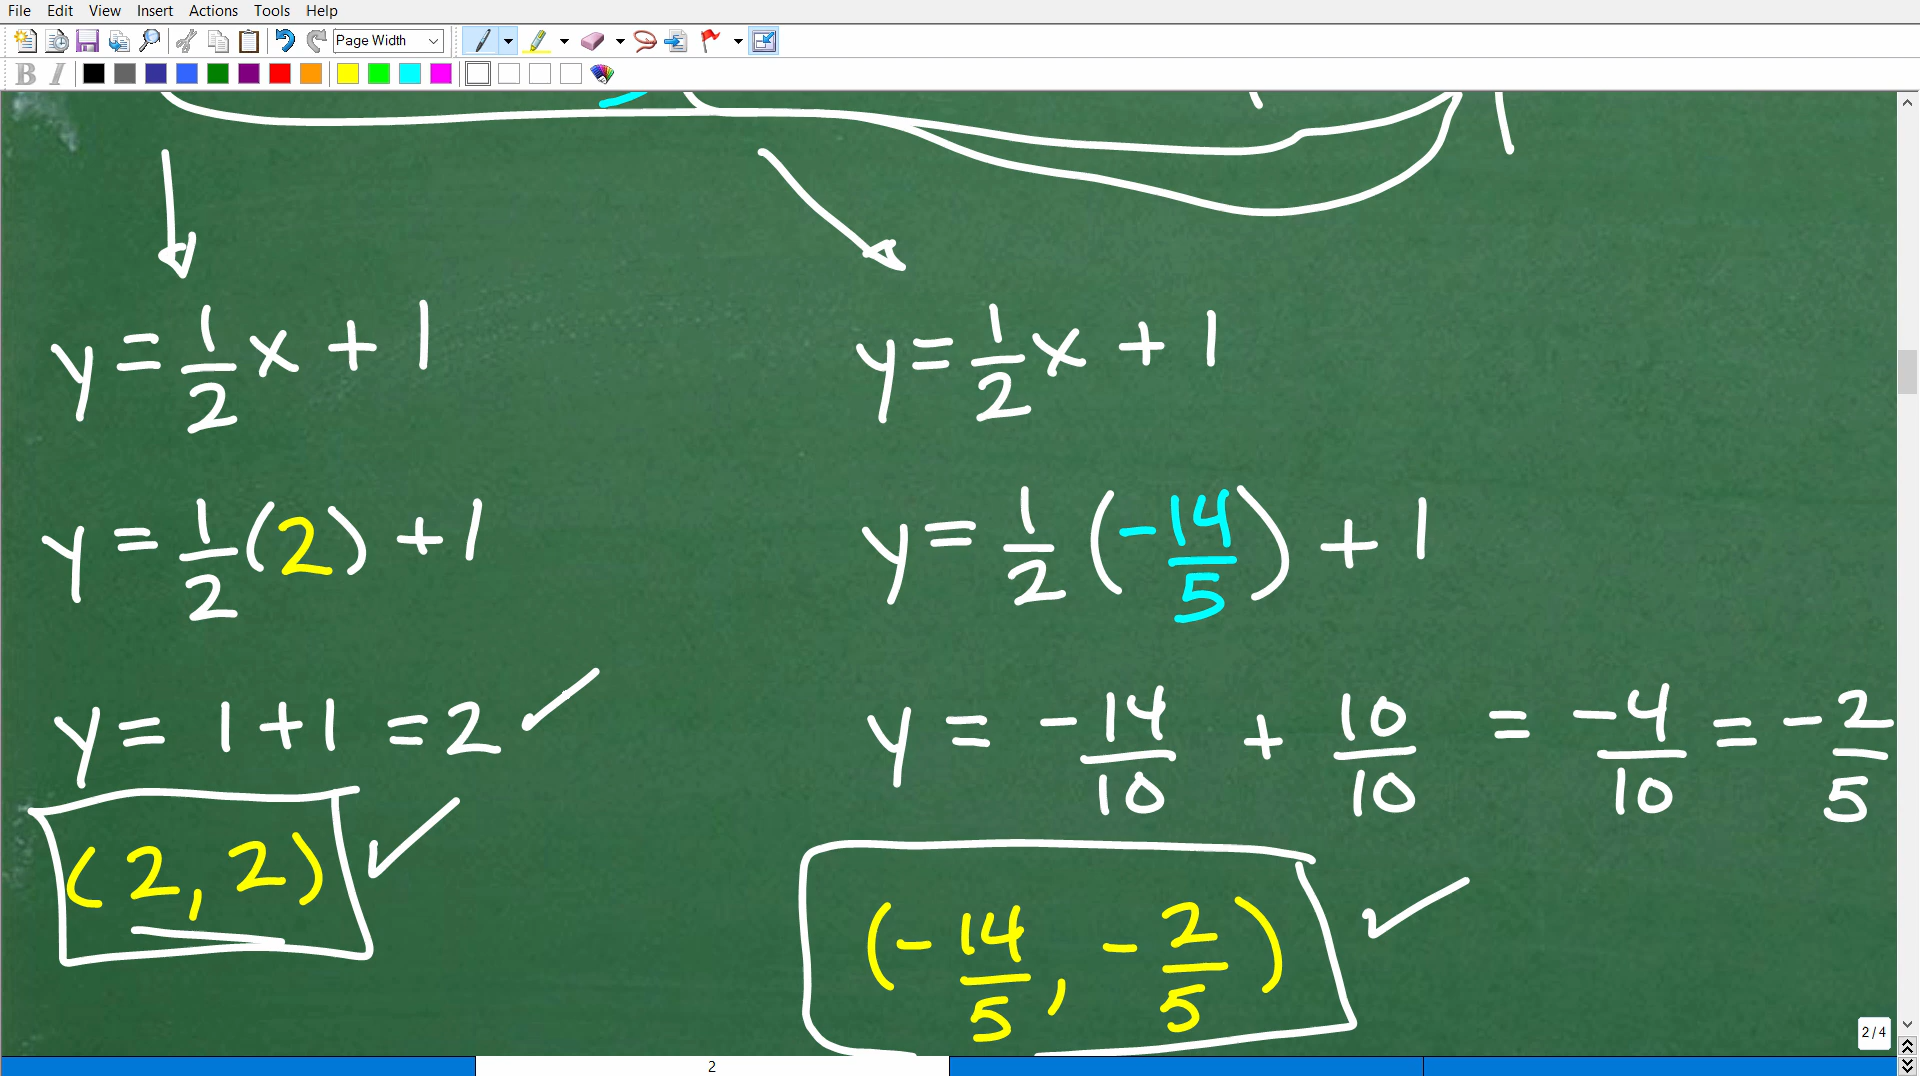 File Edit View Insert Actions Tools Help
Page Width
B I
y = 1/2 x + 1
y = 1/2 (2) + 1
y = 1 + 1 = 2 ✓
(2, 2) ✓
y = 1/2 x + 1
y = 1/2 (-14/5) + 1
y = -14/10 + 10/10 = -4/10 = -2/5
(-14/5, -2/5) ✓
2 / 4
2